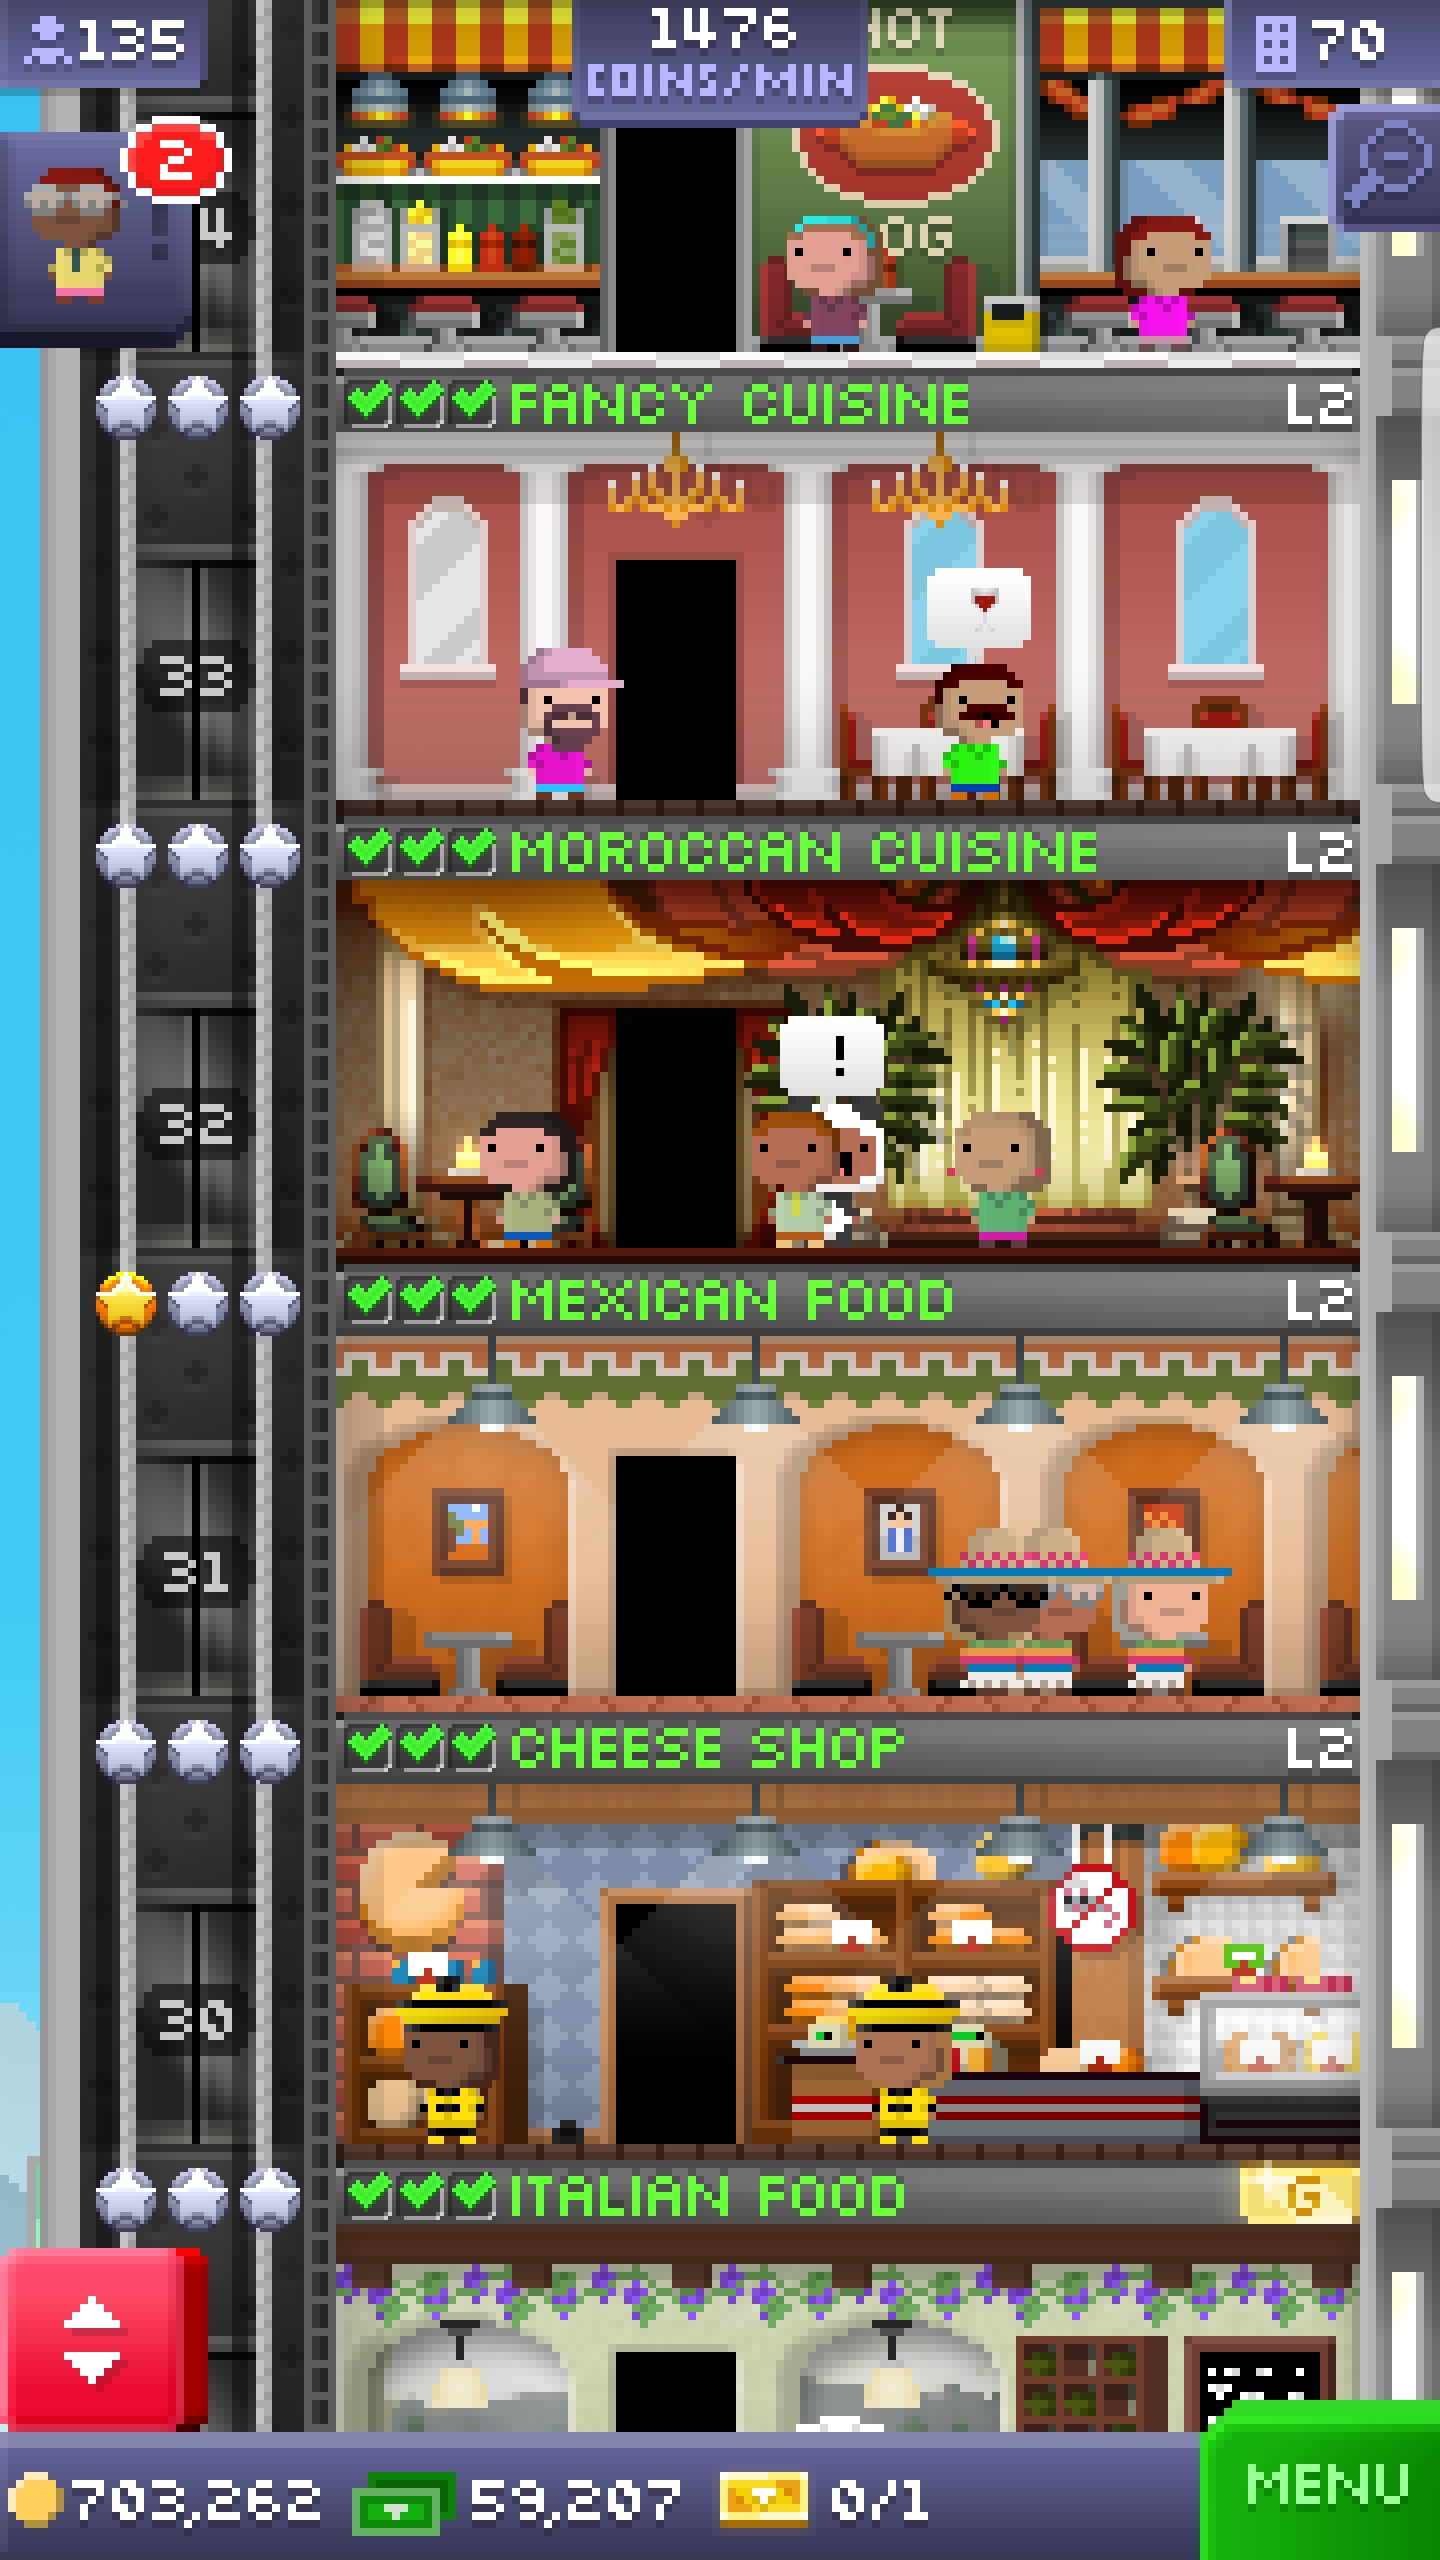 135
1476
COINS/MIN
70
2
4
HOT
DOG
FANCY CUISINE L2
33
MOROCCAN CUISINE L2
!
32
MEXICAN FOOD L2
31
CHEESE SHOP L2
30
ITALIAN FOOD G
703,262 59,207 0/1 MENU